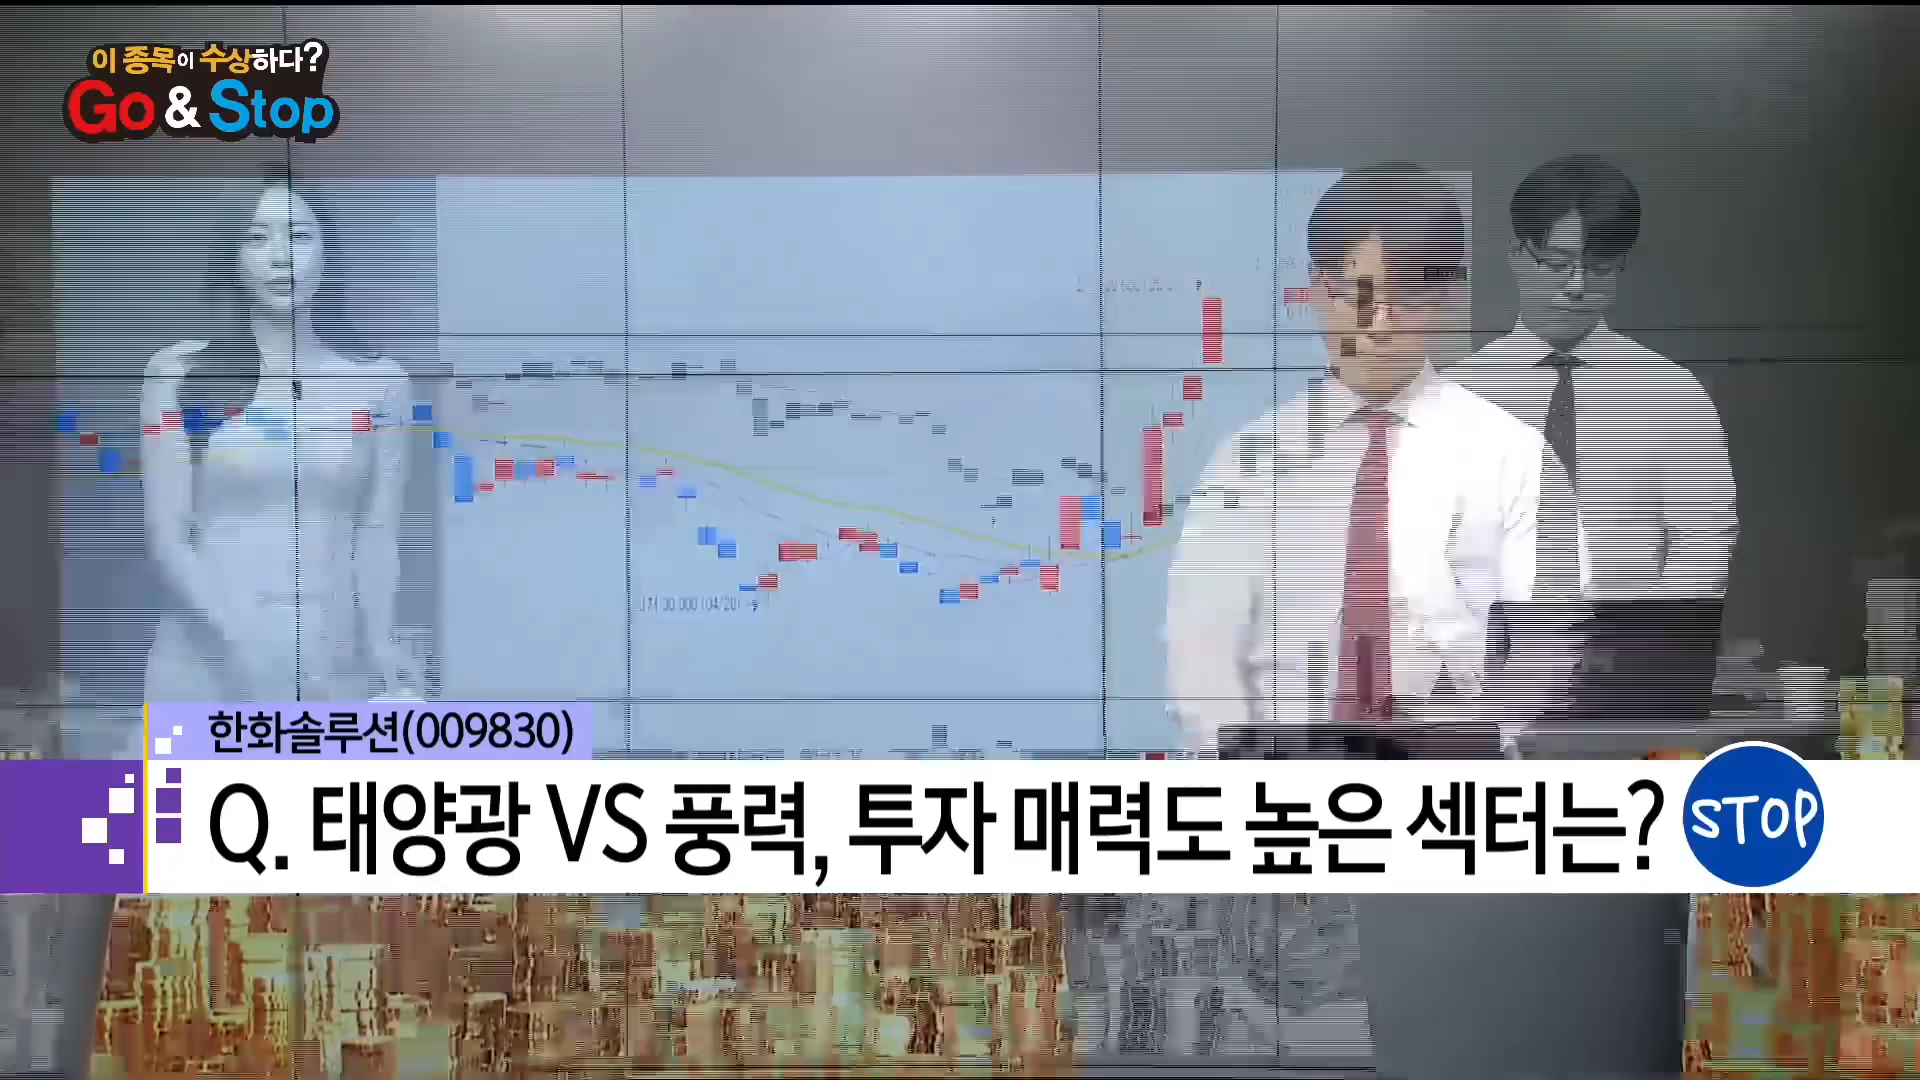 이 종목이 수상하다?
Go & Stop
한화솔루션(009830)
Q. 태양광 VS 풍력, 투자 매력도 높은 섹터는?
STOP